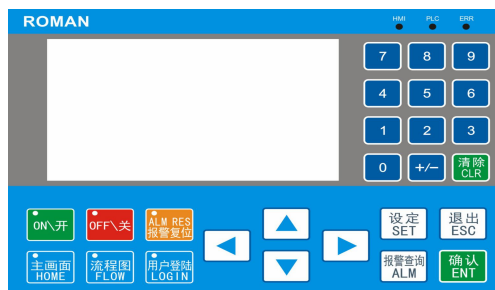 ROMAN
HMI PLC ERR
7 8 9
4 5 6
1 2 3
0 +/− 清除
CLR
ON\开 OFF\关 ALM RES
报警复位
设定
SET
退出
ESC
主画面
HOME
流程图
FLOW
用户登陆
LOGIN
报警查询
ALM
确认
ENT